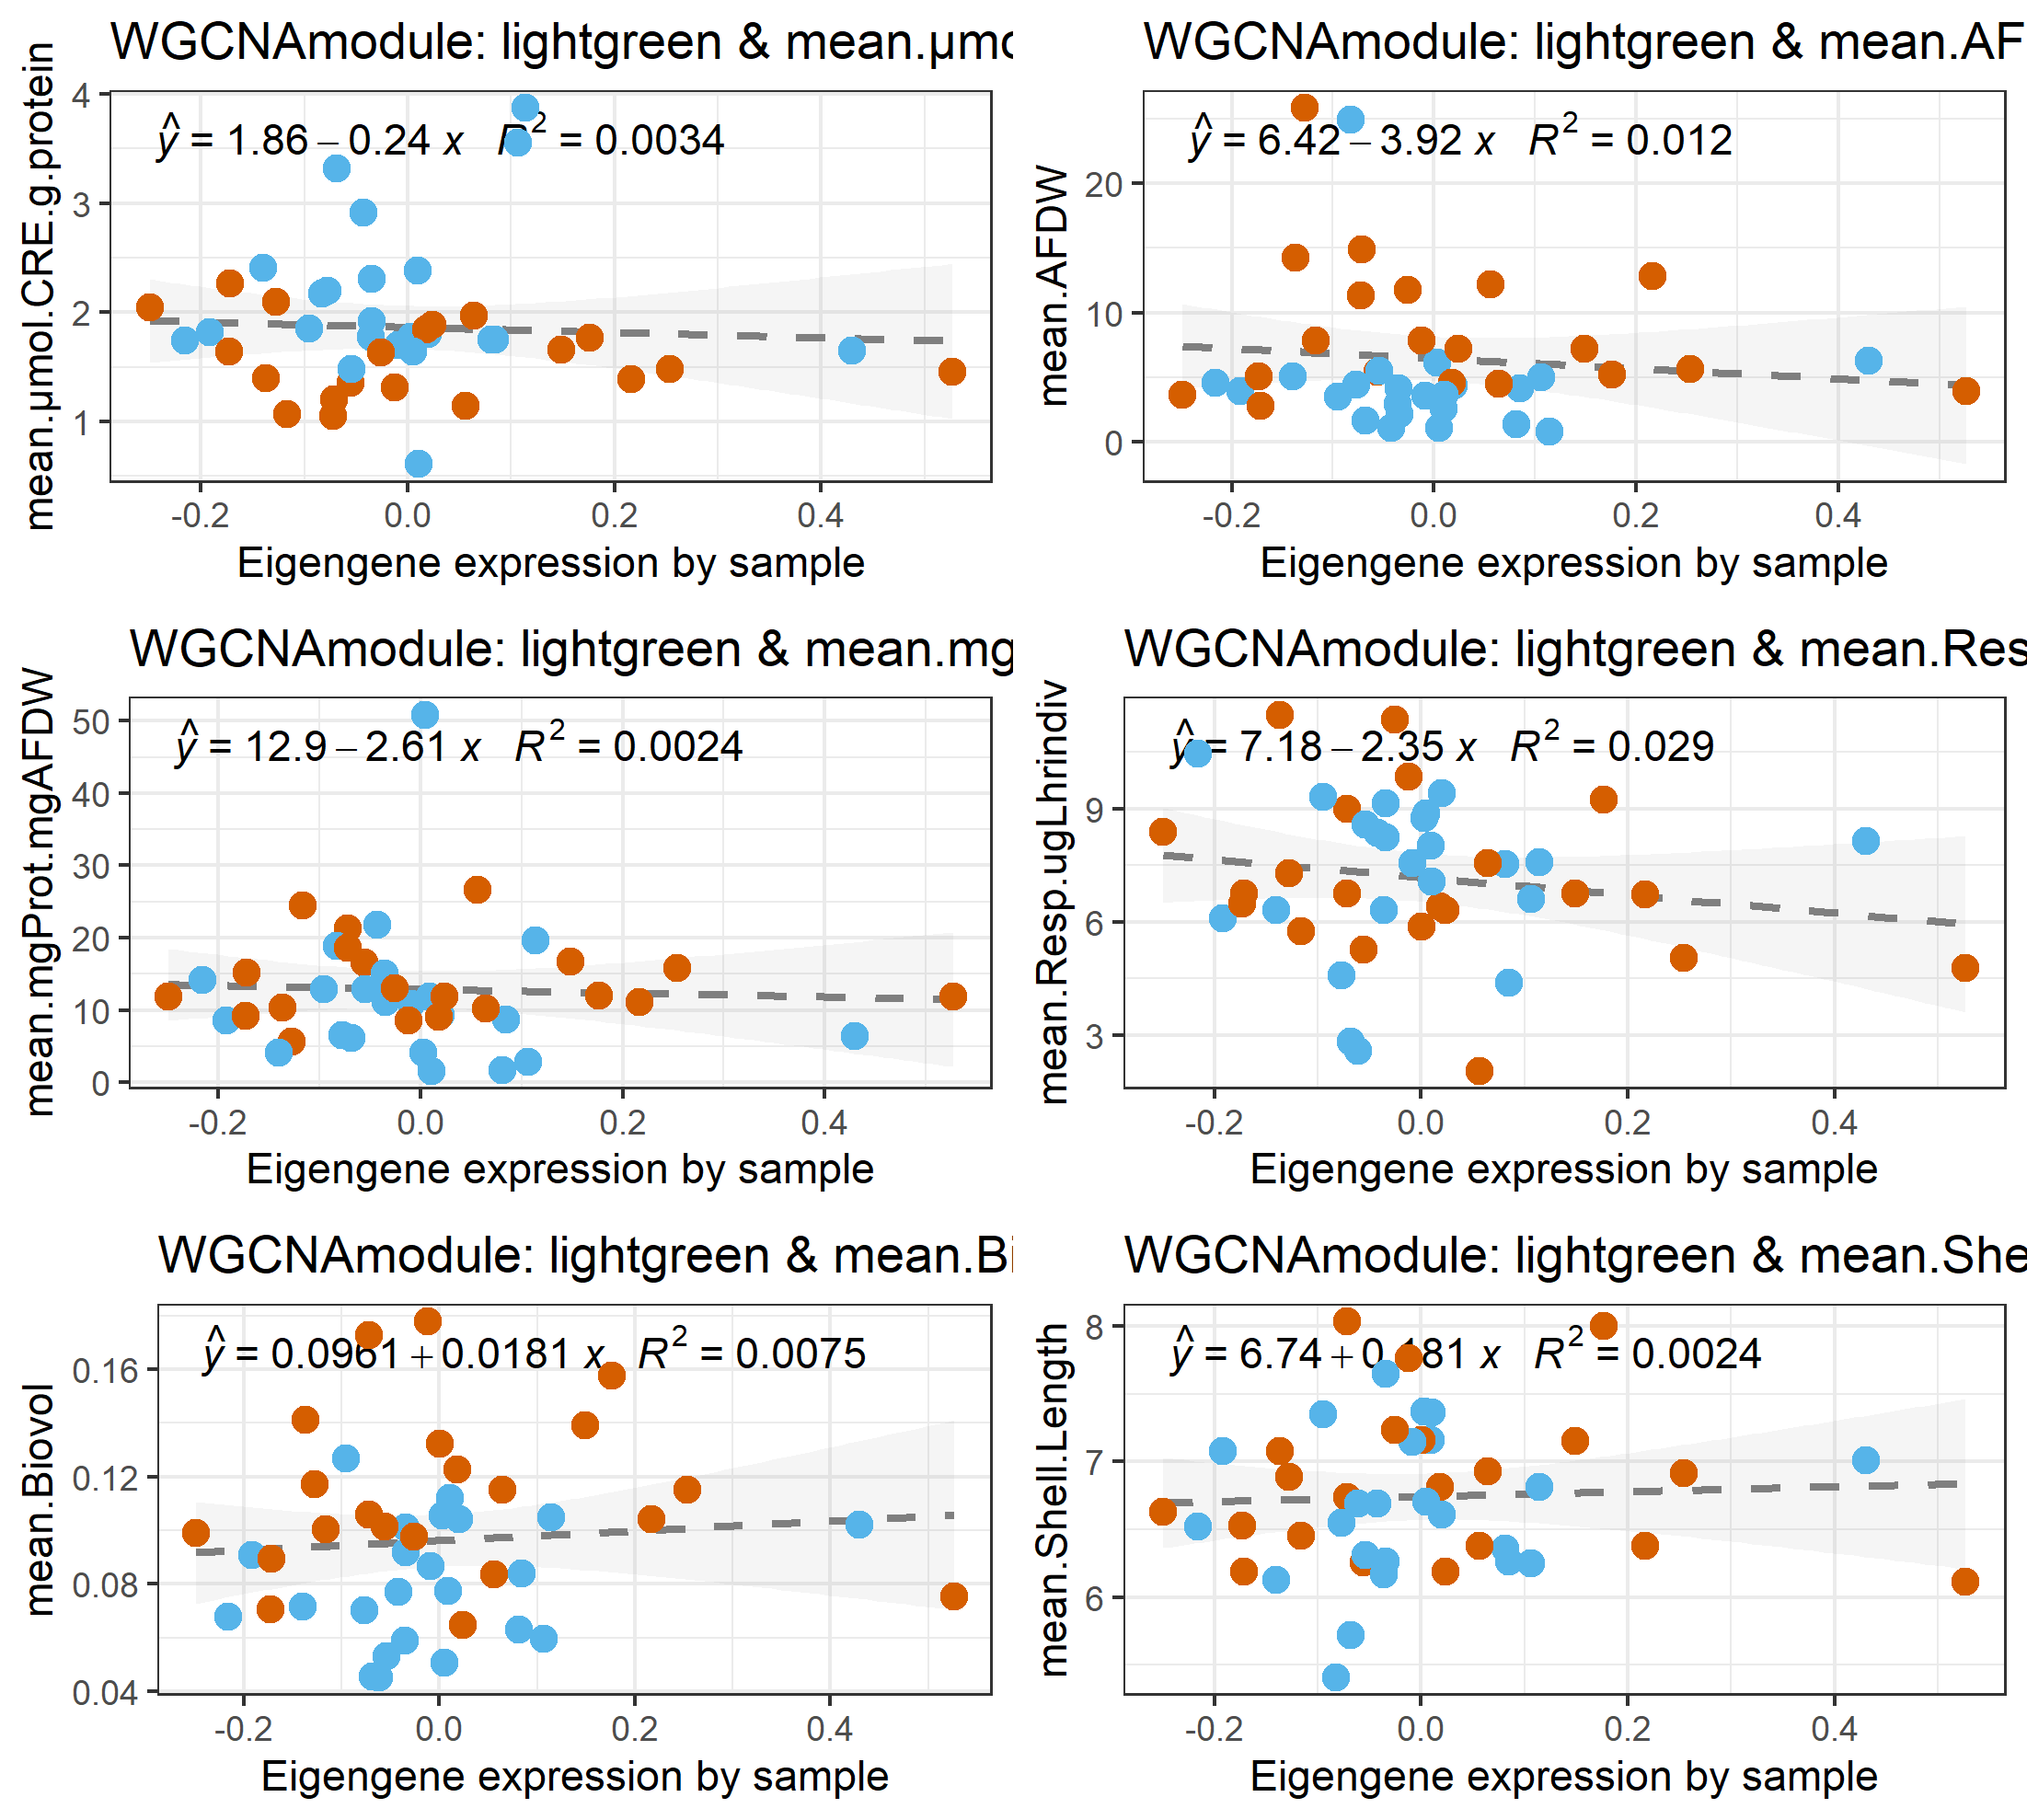 WGCNAmodule: lightgreen & mean.µmo
mean.µmol.CRE.g.protein
ŷ = 1.86 − 0.24 x R² = 0.0034
4
3
2
1
-0.2 0.0 0.2 0.4
Eigengene expression by sample
WGCNAmodule: lightgreen & mean.AF
mean.AFDW
ŷ = 6.42 − 3.92 x R² = 0.012
20
10
0
-0.2 0.0 0.2 0.4
Eigengene expression by sample
WGCNAmodule: lightgreen & mean.mg
mean.mgProt.mgAFDW
ŷ = 12.9 − 2.61 x R² = 0.0024
50
40
30
20
10
0
-0.2 0.0 0.2 0.4
Eigengene expression by sample
WGCNAmodule: lightgreen & mean.Res
mean.Resp.ugLhrindiv
ŷ = 7.18 − 2.35 x R² = 0.029
9
6
3
-0.2 0.0 0.2 0.4
Eigengene expression by sample
WGCNAmodule: lightgreen & mean.Bi
mean.Biovol
ŷ = 0.0961 + 0.0181 x R² = 0.0075
0.16
0.12
0.08
0.04
-0.2 0.0 0.2 0.4
Eigengene expression by sample
WGCNAmodule: lightgreen & mean.She
mean.Shell.Length
ŷ = 6.74 + 0.181 x R² = 0.0024
8
7
6
-0.2 0.0 0.2 0.4
Eigengene expression by sample